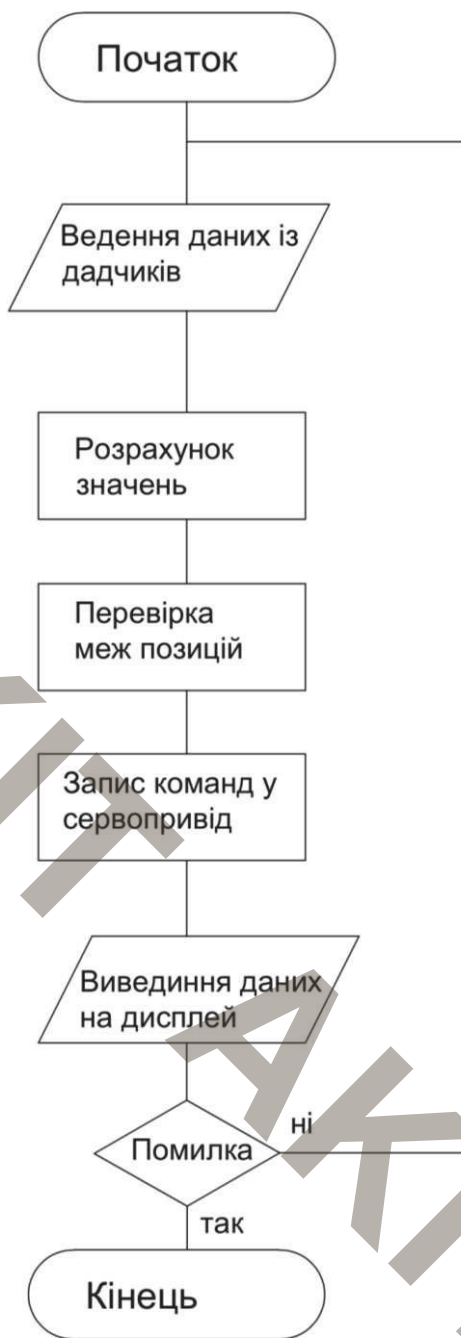 Початок
Ведення даних із
дадчиків
Розрахунок
значень
Перевірка
меж позицій
Запис команд у
сервопривід
Вивединня даних
на дисплей
Помилка
ні
так
Кінець